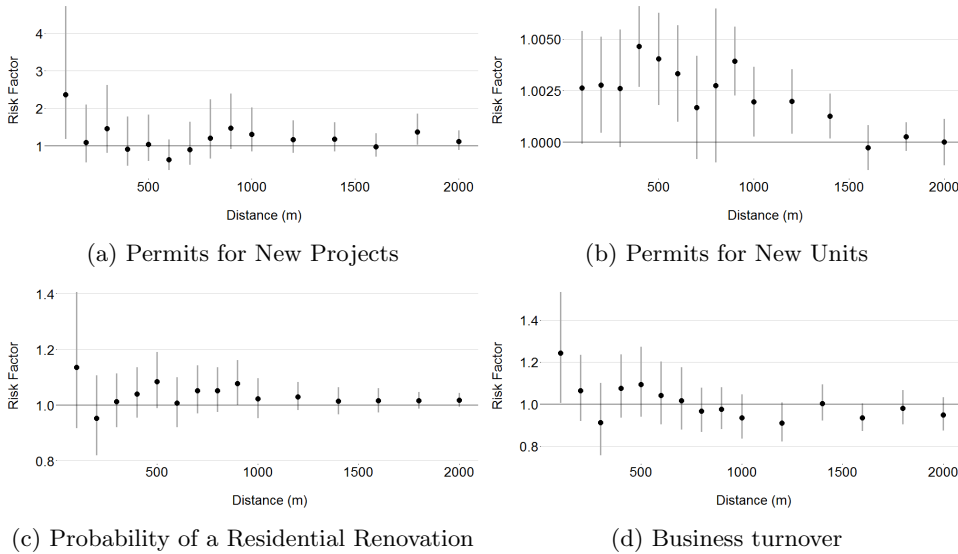 4
3
2
1
Risk Factor
500
1000
1500
2000
Distance (m)
(a) Permits for New Projects
1.0050
1.0025
1.0000
Risk Factor
500
1000
1500
2000
Distance (m)
(b) Permits for New Units
1.4
1.2
1.0
0.8
Risk Factor
500
1000
1500
2000
Distance (m)
(c) Probability of a Residential Renovation
1.4
1.2
1.0
0.8
Risk Factor
500
1000
1500
2000
Distance (m)
(d) Business turnover